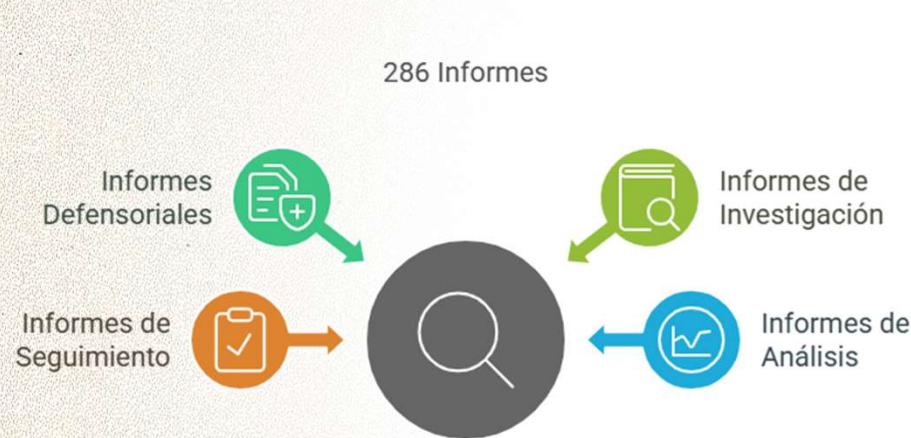 286 Informes
Informes
Defensoriales
Informes de
Investigación
Informes de
Seguimiento
Informes de
Análisis